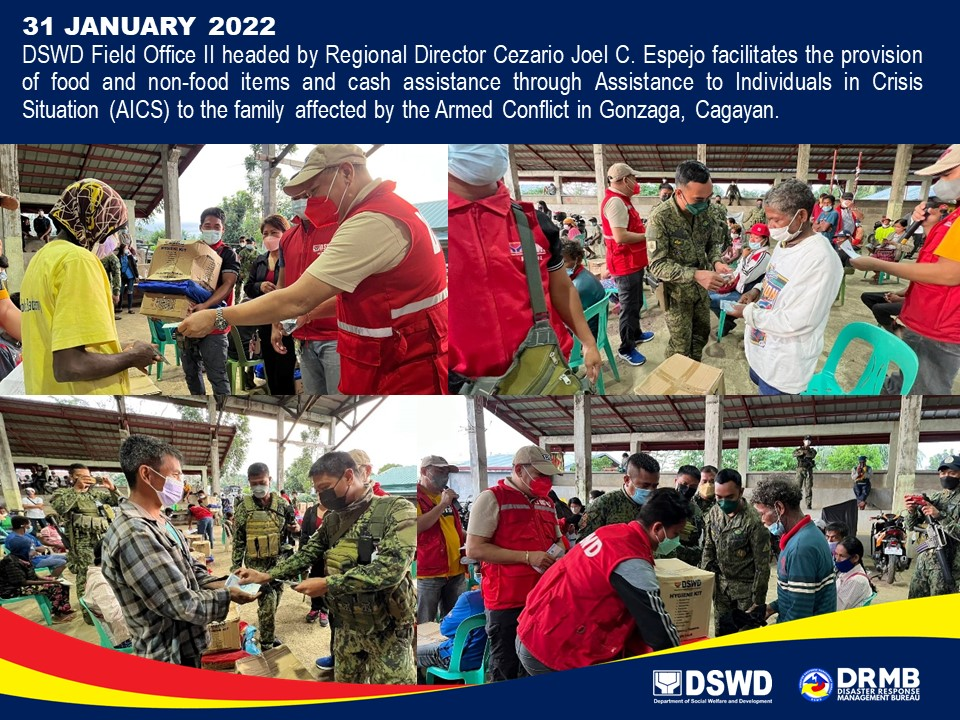 31 JANUARY 2022
DSWD Field Office II headed by Regional Director Cezario Joel C. Espejo facilitates the provision
of food and non-food items and cash assistance through Assistance to Individuals in Crisis
Situation (AICS) to the family affected by the Armed Conflict in Gonzaga, Cagayan.
DSWD
HYGIENE KIT
DSWD
Department of Social Welfare and Development
DRMB
DISASTER RESPONSE
MANAGEMENT BUREAU